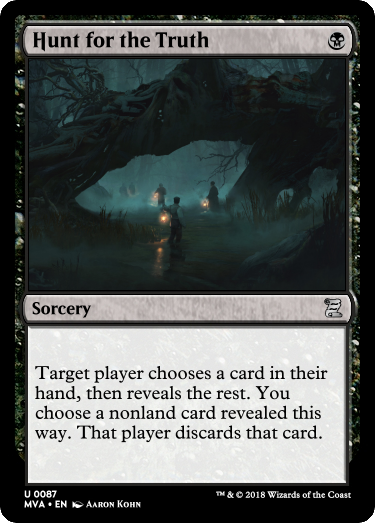 Hunt for the Truth
Sorcery
Target player chooses a card in their
hand, then reveals the rest. You
choose a nonland card revealed this
way. That player discards that card.
U 0087
MVA • EN Aaron Kohn
™ & © 2018 Wizards of the Coast